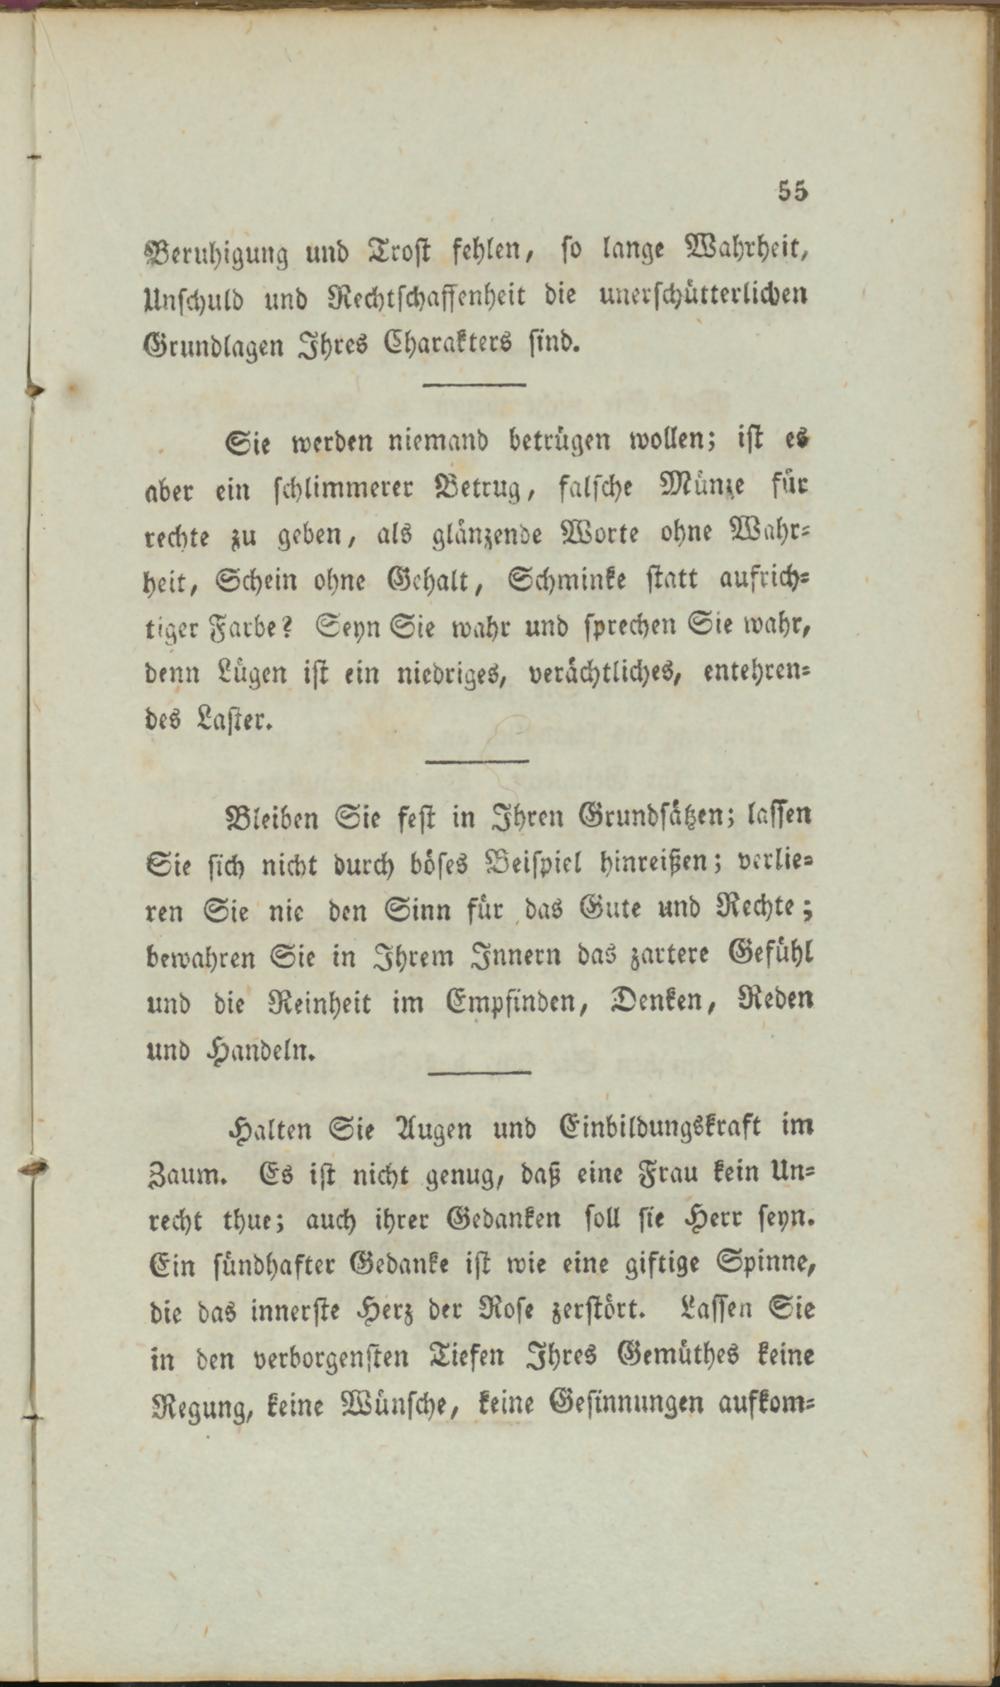 55
Beruhigung und Trost fehlen, so lange Wahrheit,
Unschuld und Rechtschaffenheit die unerschütterlichen
Grundlagen Ihres Charakters sind.
Sie werden niemand betrügen wollen; ist es
aber ein schlimmerer Betrug, falsche Münze für
rechte zu geben, als glänzende Worte ohne Wahr-
heit, Schein ohne Gehalt, Schminke statt aufrich-
tiger Farbe? Seyn Sie wahr und sprechen Sie wahr,
denn Lügen ist ein niedriges, verächtliches, entehren-
des Laster.
Bleiben Sie fest in Ihren Grundsätzen; lassen
Sie sich nicht durch böses Beispiel hinreißen; verlie-
ren Sie nie den Sinn für das Gute und Rechte;
bewahren Sie in Ihrem Innern das zartere Gefühl
und die Reinheit im Empfinden, Denken, Reden
und Handeln.
Halten Sie Augen und Einbildungskraft im
Zaum. Es ist nicht genug, daß eine Frau kein Un-
recht thue; auch ihrer Gedanken soll sie Herr seyn.
Ein sündhafter Gedanke ist wie eine giftige Spinne,
die das innerste Herz der Rose zerstört. Lassen Sie
in den verborgensten Tiefen Ihres Gemüthes keine
Regung, keine Wünsche, keine Gesinnungen aufkom-